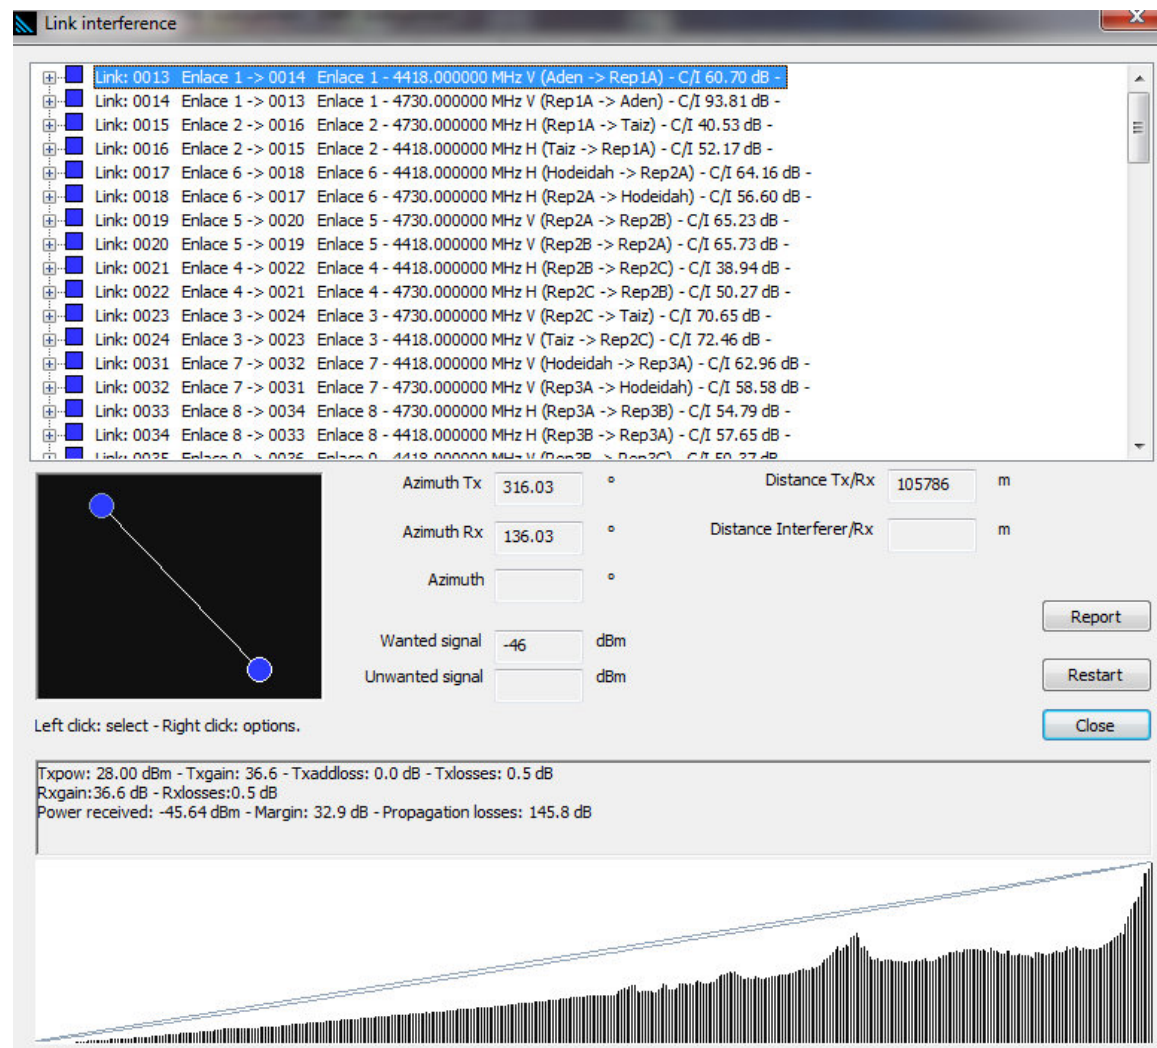 Link interference
Link: 0013 Enlace 1 -> 0014 Enlace 1 - 4418.000000 MHz V (Aden -> Rep1A) - C/I 60.70 dB -
Link: 0014 Enlace 1 -> 0013 Enlace 1 - 4730.000000 MHz V (Rep1A -> Aden) - C/I 93.81 dB -
Link: 0015 Enlace 2 -> 0016 Enlace 2 - 4730.000000 MHz H (Rep1A -> Taiz) - C/I 40.53 dB -
Link: 0016 Enlace 2 -> 0015 Enlace 2 - 4418.000000 MHz H (Taiz -> Rep1A) - C/I 52.17 dB -
Link: 0017 Enlace 6 -> 0018 Enlace 6 - 4418.000000 MHz H (Hodeidah -> Rep2A) - C/I 64.16 dB -
Link: 0018 Enlace 6 -> 0017 Enlace 6 - 4730.000000 MHz H (Rep2A -> Hodeidah) - C/I 56.60 dB -
Link: 0019 Enlace 5 -> 0020 Enlace 5 - 4730.000000 MHz V (Rep2A -> Rep2B) - C/I 65.23 dB -
Link: 0020 Enlace 5 -> 0019 Enlace 5 - 4418.000000 MHz V (Rep2B -> Rep2A) - C/I 65.73 dB -
Link: 0021 Enlace 4 -> 0022 Enlace 4 - 4418.000000 MHz H (Rep2B -> Rep2C) - C/I 38.94 dB -
Link: 0022 Enlace 4 -> 0021 Enlace 4 - 4730.000000 MHz H (Rep2C -> Rep2B) - C/I 50.27 dB -
Link: 0023 Enlace 3 -> 0024 Enlace 3 - 4730.000000 MHz V (Rep2C -> Taiz) - C/I 70.65 dB -
Link: 0024 Enlace 3 -> 0023 Enlace 3 - 4418.000000 MHz V (Taiz -> Rep2C) - C/I 72.46 dB -
Link: 0031 Enlace 7 -> 0032 Enlace 7 - 4418.000000 MHz V (Hodeidah -> Rep3A) - C/I 62.96 dB -
Link: 0032 Enlace 7 -> 0031 Enlace 7 - 4730.000000 MHz V (Rep3A -> Hodeidah) - C/I 58.58 dB -
Link: 0033 Enlace 8 -> 0034 Enlace 8 - 4730.000000 MHz H (Rep3A -> Rep3B) - C/I 54.79 dB -
Link: 0034 Enlace 8 -> 0033 Enlace 8 - 4418.000000 MHz H (Rep3B -> Rep3A) - C/I 57.65 dB -
Link: 0035 Enlace 9 -> 0036 Enlace 9 - 4418.000000 MHz V (Rep3B -> Rep3C) - C/I 50.37 dB
Azimuth Tx 316.03 º Distance Tx/Rx 105786 m
Azimuth Rx 136.03 º Distance Interferer/Rx m
Azimuth º
Report
Wanted signal -46 dBm
Unwanted signal dBm
Restart
Left click: select - Right click: options.
Close
Txpow: 28.00 dBm - Txgain: 36.6 - Txaddloss: 0.0 dB - Txlosses: 0.5 dB
Rxgain:36.6 dB - Rxlosses:0.5 dB
Power received: -45.64 dBm - Margin: 32.9 dB - Propagation losses: 145.8 dB